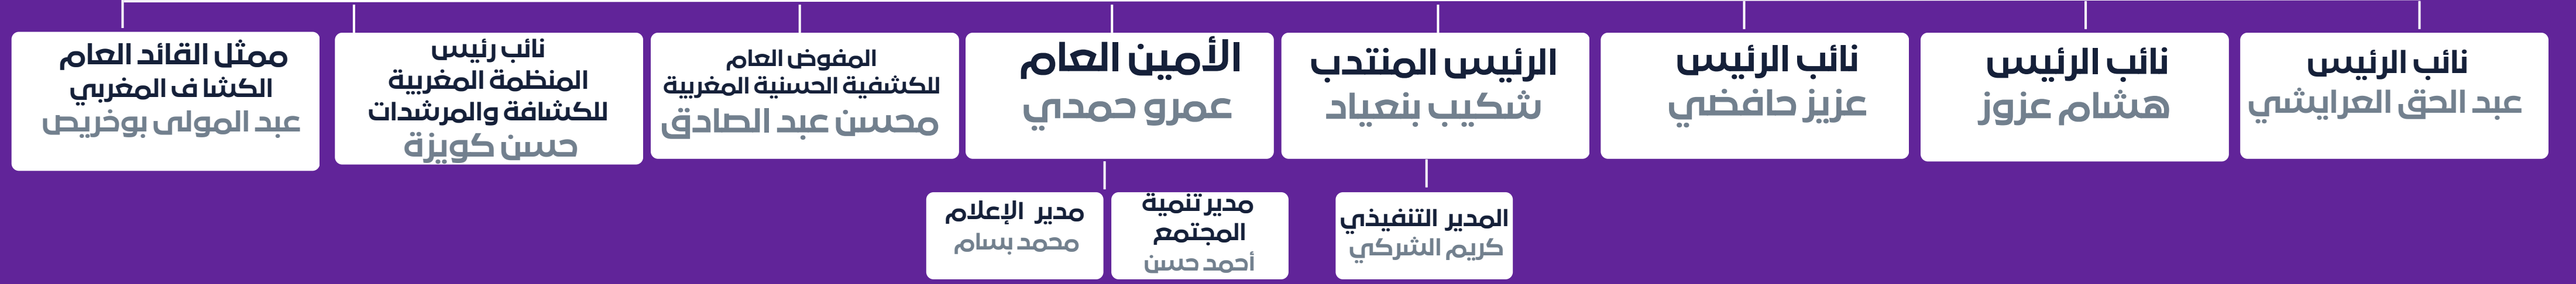 نائب الرئيس
عبد الحق العرايشي
نائب الرئيس
هشام عزوز
نائب الرئيس
عزيز حافضي
الرئيس المنتدب
شكيب بنعياد
الأمين العام
عمرو حمدي
المفوض العام
للكشفية الحسنية المغربية
محسن عبد الصادق
نائب رئيس
المنظمة المغربية
للكشافة والمرشدات
حسن كويزة
ممثل القائد العام
الكشا ف المغربي
عبد المولى بوخريص
المدير التنفيذي
كريم الشركي
مدير تنمية
المجتمع
أحمد حسن
مدير الإعلام
محمد بسام